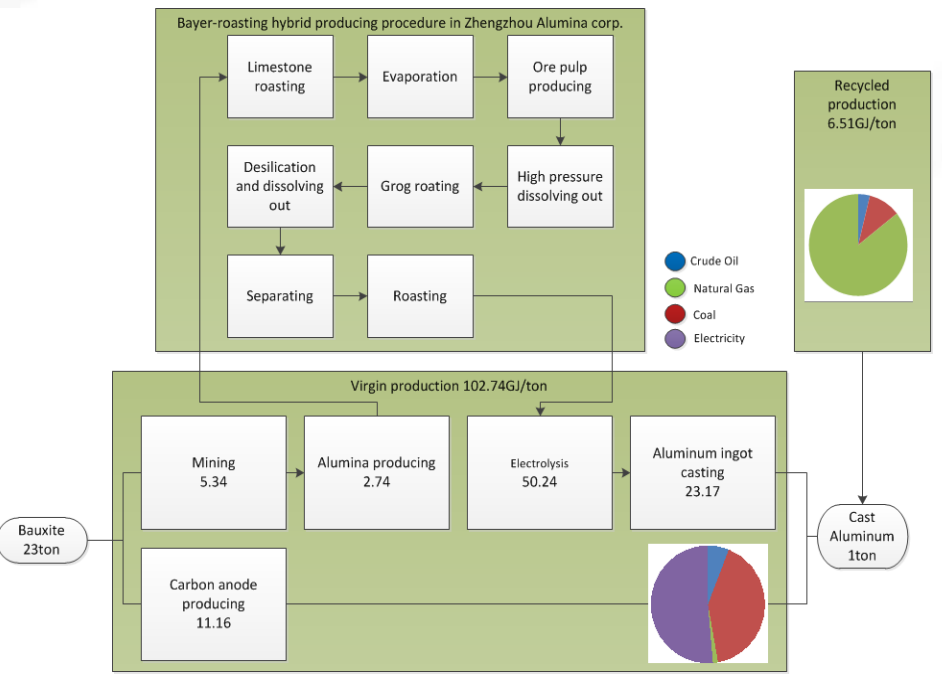 Bayer-roasting hybrid producing procedure in Zhengzhou Alumina corp.
Limestone
roasting
Evaporation
Ore pulp
producing
Desilication
and dissolving
out
Grog roating
High pressure
dissolving out
Separating
Roasting
Recycled
production
6.51GJ/ton
Crude Oil
Natural Gas
Coal
Electricity
Virgin production 102.74GJ/ton
Mining
5.34
Alumina producing
2.74
Electrolysis
50.24
Aluminum ingot
casting
23.17
Bauxite
23ton
Carbon anode
producing
11.16
Cast
Aluminum
1ton